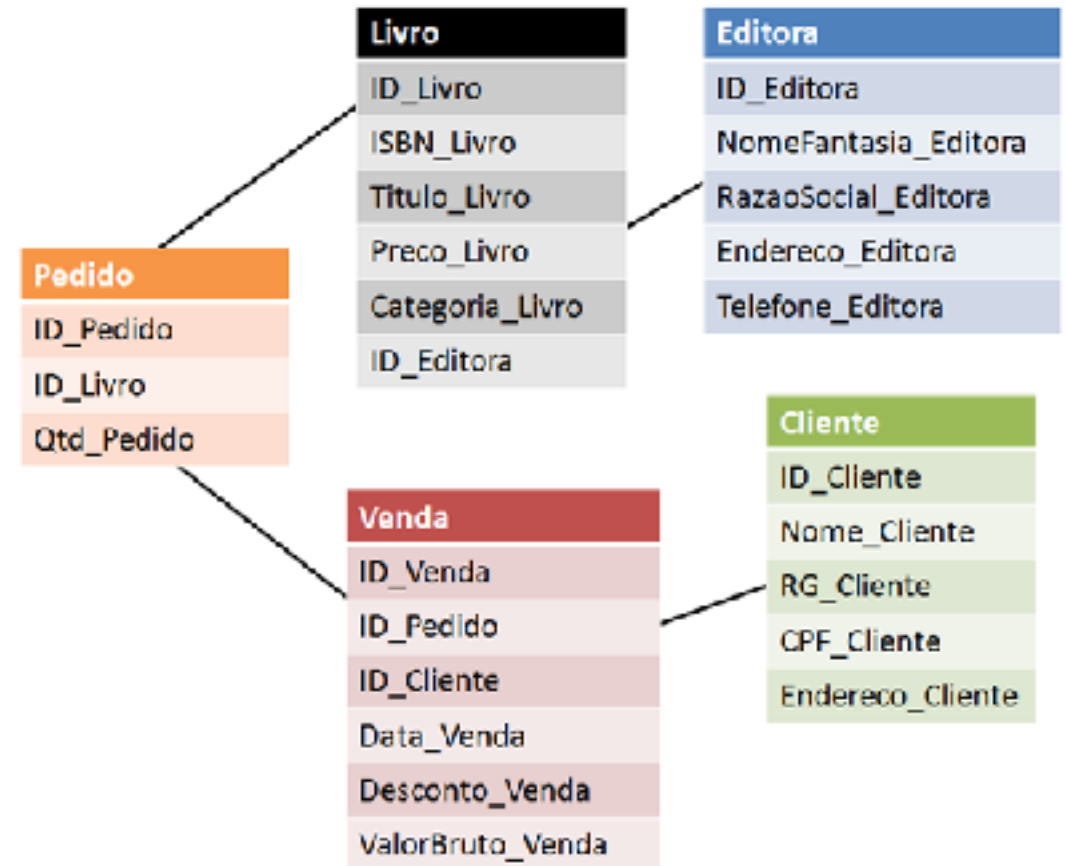 Livro
ID_Livro
ISBN_Livro
Titulo_Livro
Preco_Livro
Categoria_Livro
ID_Editora
Editora
ID_Editora
NomeFantasia_Editora
RazaoSocial_Editora
Endereco_Editora
Telefone_Editora
Pedido
ID_Pedido
ID_Livro
Qtd_Pedido
Venda
ID_Venda
ID_Pedido
ID_Cliente
Data_Venda
Desconto_Venda
ValorBruto_Venda
Cliente
ID_Cliente
Nome_Cliente
RG_Cliente
CPF_Cliente
Endereco_Cliente